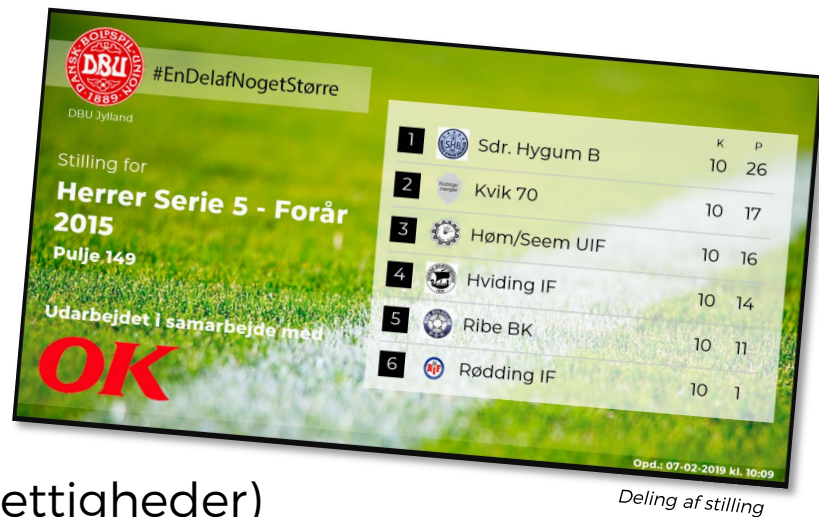 DANSK BOLDSPIL-UNION
DBU
1889
#EnDelafNogetStørre
DBU Jylland
Stilling for
Herrer Serie 5 - Forår
2015
Pulje 149
Udarbejdet i samarbejde med
OK
K P
1 SHB Sdr. Hygum B 10 26
2 Kvik 70 10 17
3 Høm/Seem UIF 10 16
4 Hviding IF 10 14
5 Ribe BK 10 11
6 RIF Rødding IF 10 1
Opd.: 07-02-2019 kl. 10:09
Deling af stilling
ettigheder)